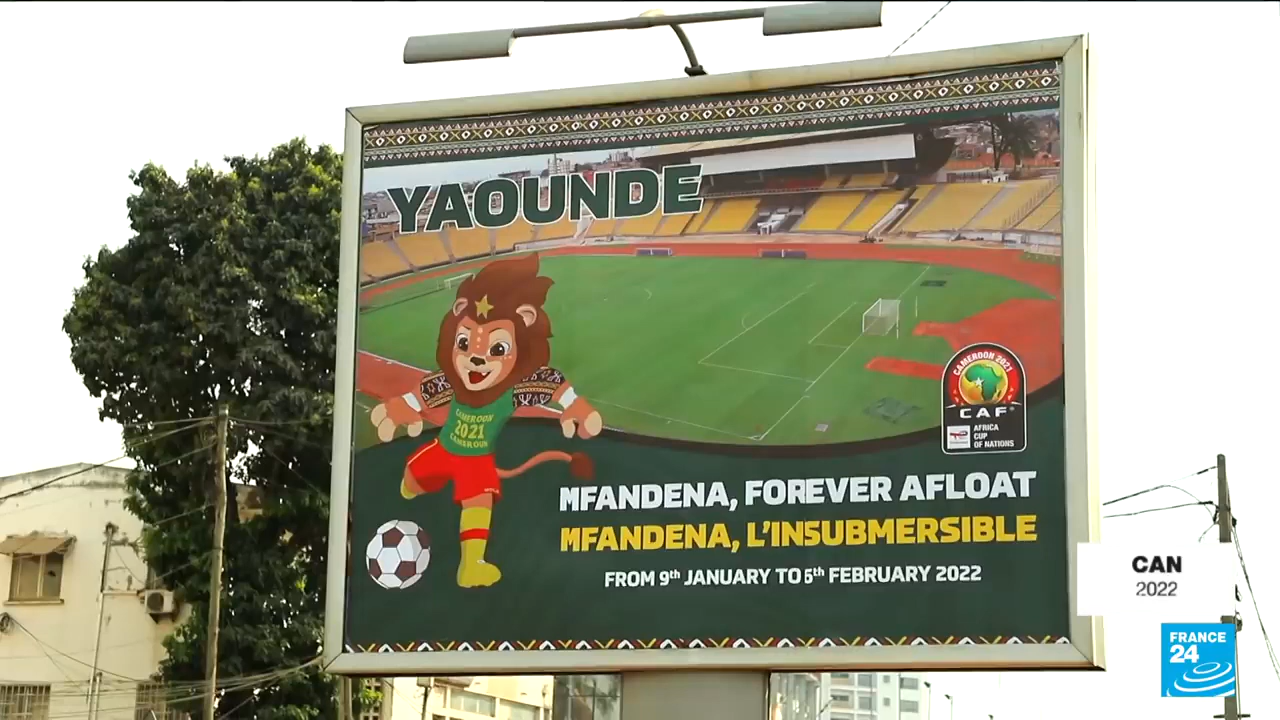 YAOUNDE
CAMEROON
2021
CAMEROUN
CAMEROON 2021
CAF
AFRICA
CUP
OF NATIONS
MFANDENA, FOREVER AFLOAT
MFANDENA, L'INSUBMERSIBLE
FROM 9th JANUARY TO 6th FEBRUARY 2022
CAN
2022
FRANCE
24